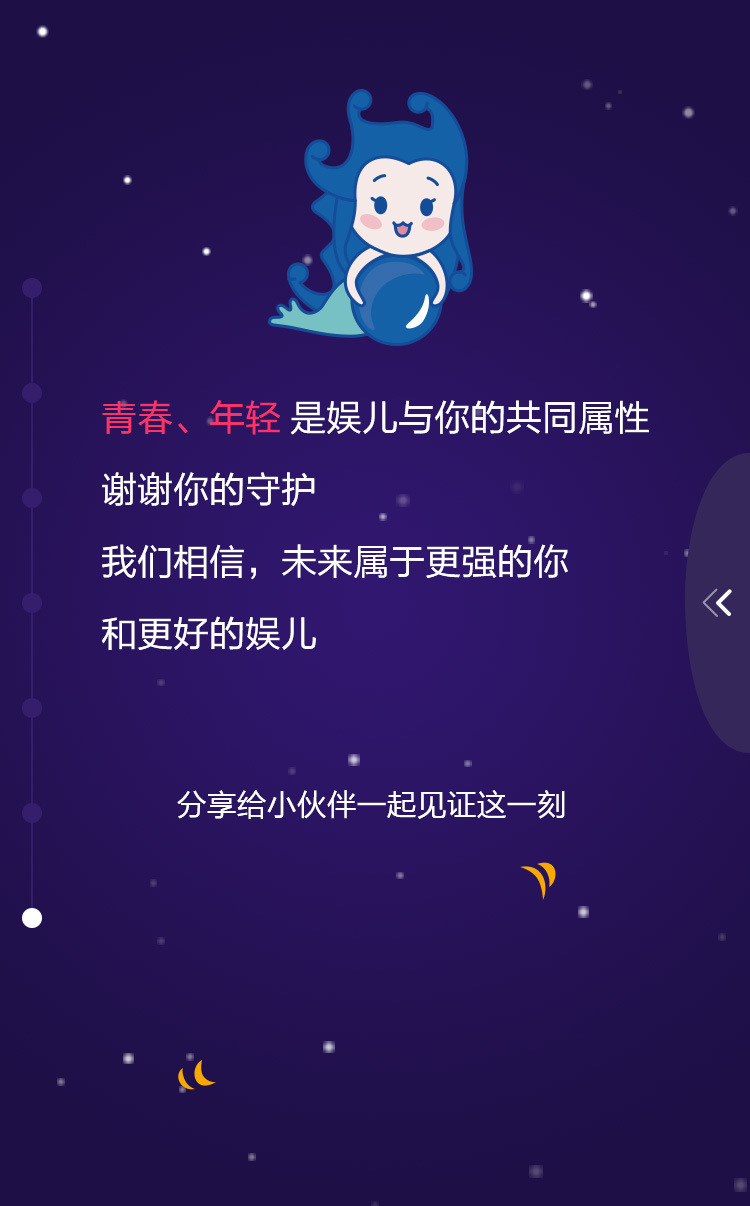 青春、年轻 是娱儿与你的共同属性
谢谢你的守护
我们相信，未来属于更强的你
和更好的娱儿
分享给小伙伴一起见证这一刻